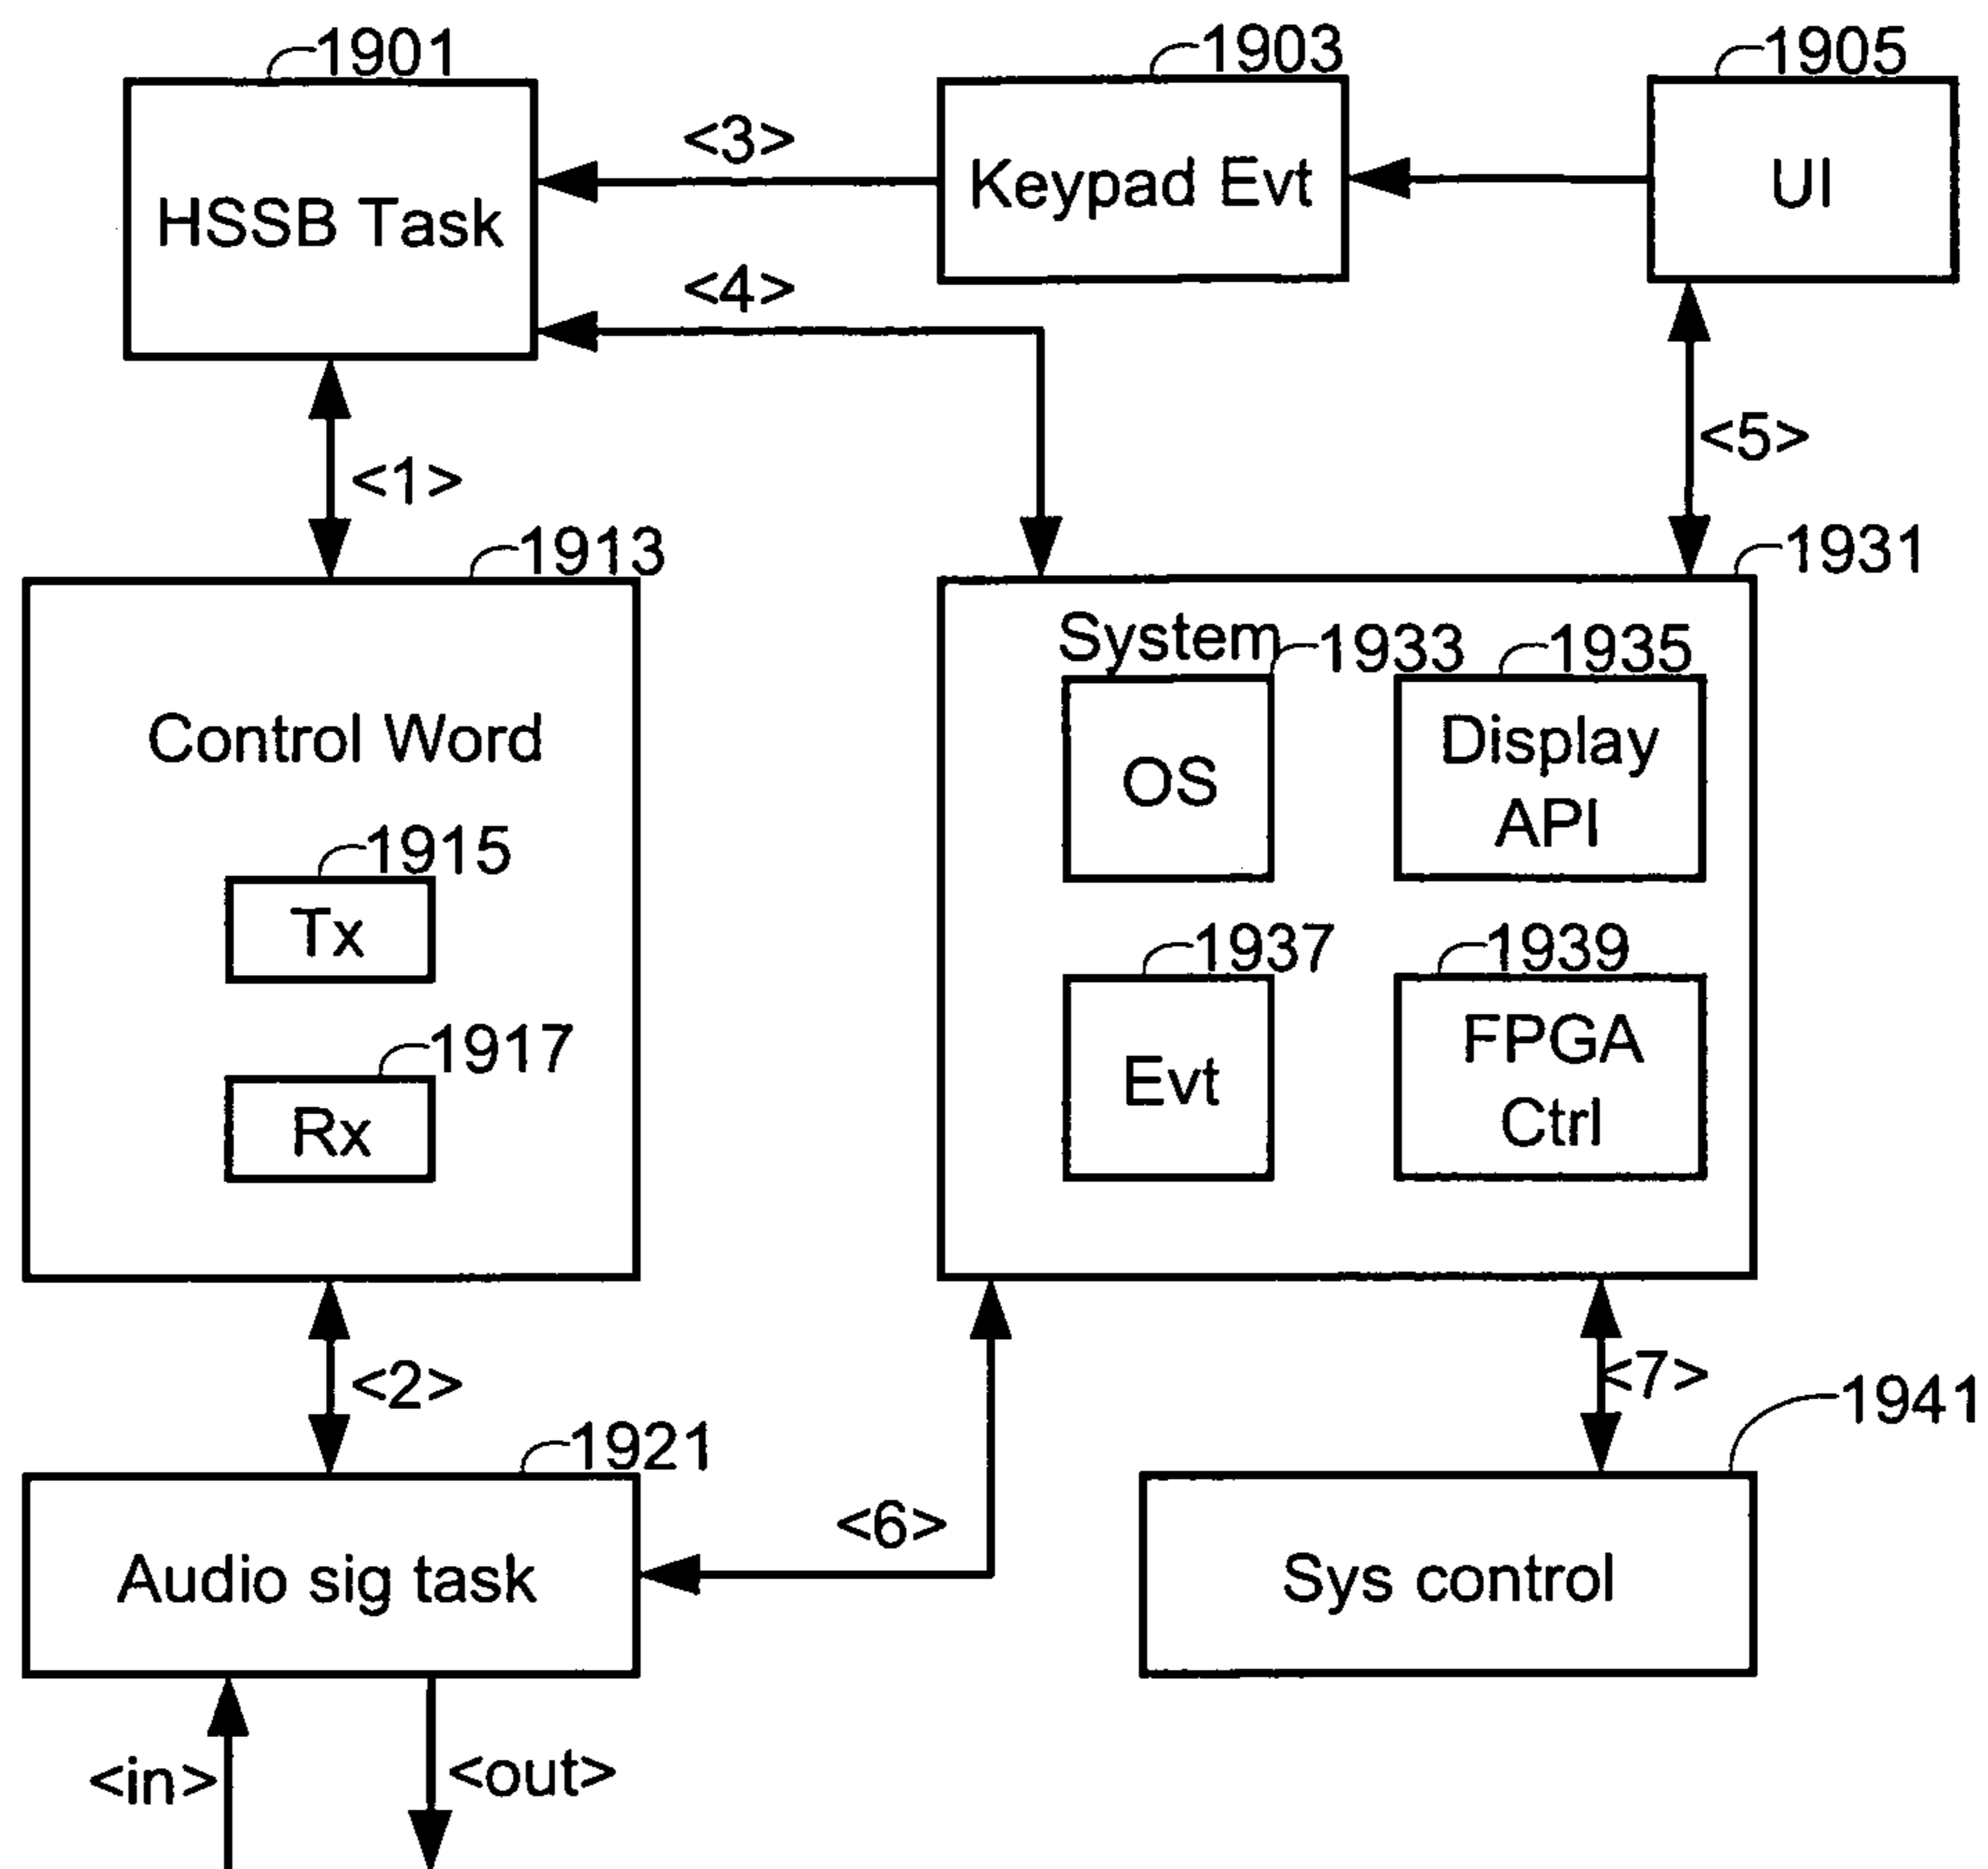 1901
1903
1905
HSSB Task
<3>
Keypad Evt
UI
<4>
<1>
<5>
1913
1931
Control Word
System
1933
1935
OS
Display
API
1915
Tx
1937
1939
Evt
FPGA
Ctrl
1917
Rx
<2>
<7>
1921
1941
<6>
Audio sig task
Sys control
<in>
<out>